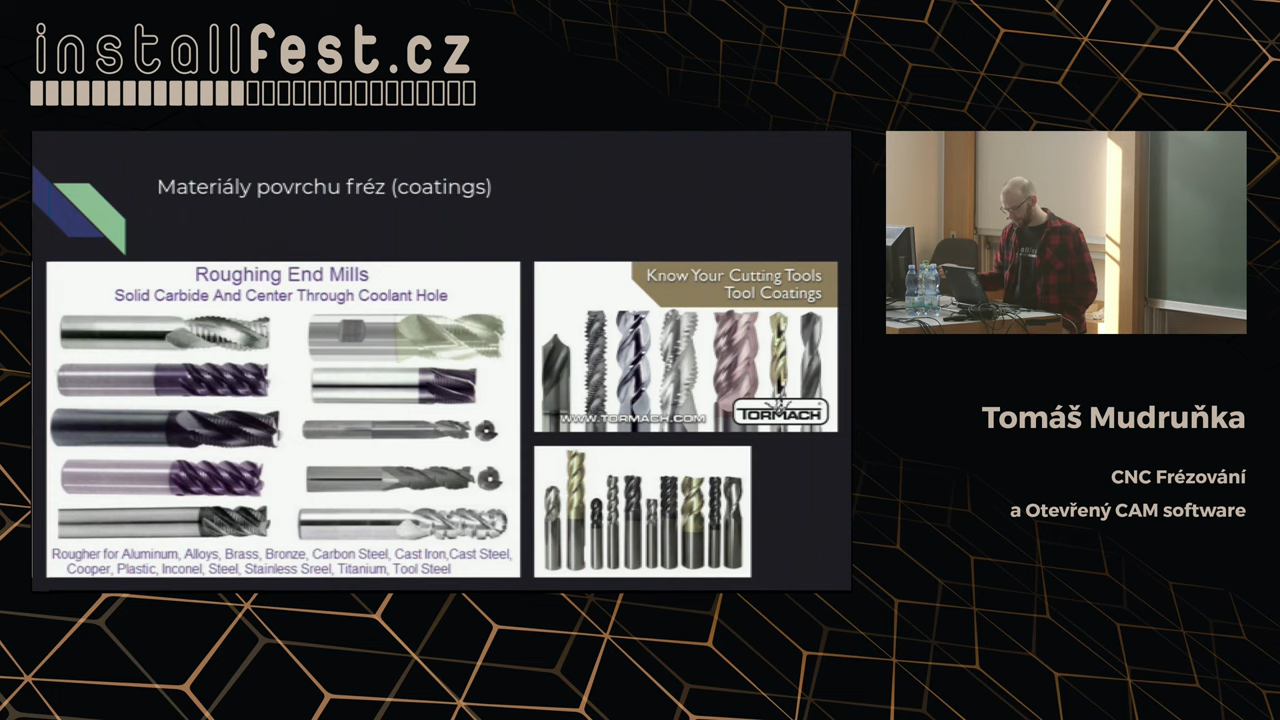 installfest.cz
Materiály povrchu fréz (coatings)
Roughing End Mills
Solid Carbide And Center Through Coolant Hole
Rougher for Aluminum, Alloys, Brass, Bronze, Carbon Steel, Cast Iron,Cast Steel,
Cooper, Plastic, Inconel, Steel, Stainless Sreel, Titanium, Tool Steel
Know Your Cutting Tools
Tool Coatings
WWW.TORMACH.COM
TORMACH
Tomáš Mudruňka
CNC Frézování
a Otevřený CAM software